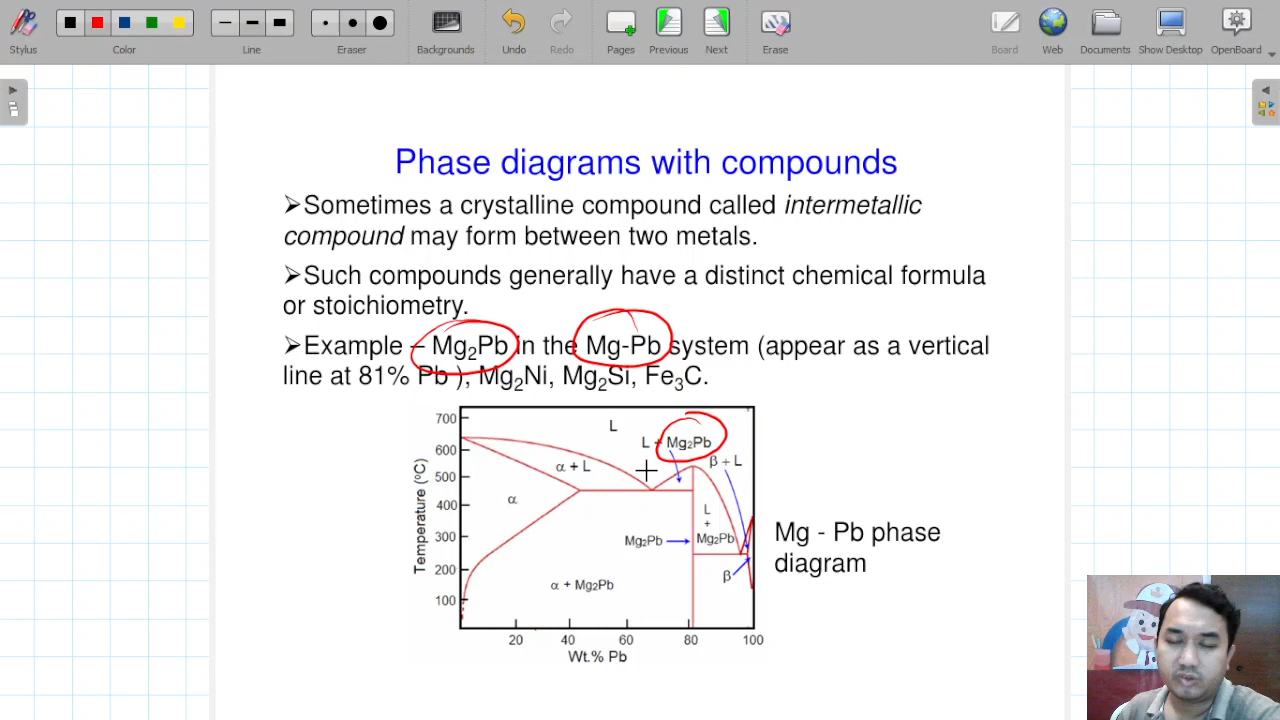 Stylus
Color
Line
Eraser
Backgrounds
Undo
Redo
Pages
Previous
Next
Erase
Board
Web
Documents
Show Desktop
OpenBoard
Phase diagrams with compounds
➢Sometimes a crystalline compound called intermetallic
compound may form between two metals.
➢Such compounds generally have a distinct chemical formula
or stoichiometry.
➢Example – Mg₂Pb in the Mg-Pb system (appear as a vertical
line at 81% Pb ), Mg₂Ni, Mg₂Si, Fe₃C.
700
600
500
400
300
200
100
Temperature (°C)
L
L + Mg₂Pb
α + L
β + L
α
L
+
Mg₂Pb
Mg₂Pb
β
α + Mg₂Pb
20
40
60
80
100
Wt.% Pb
Mg - Pb phase
diagram